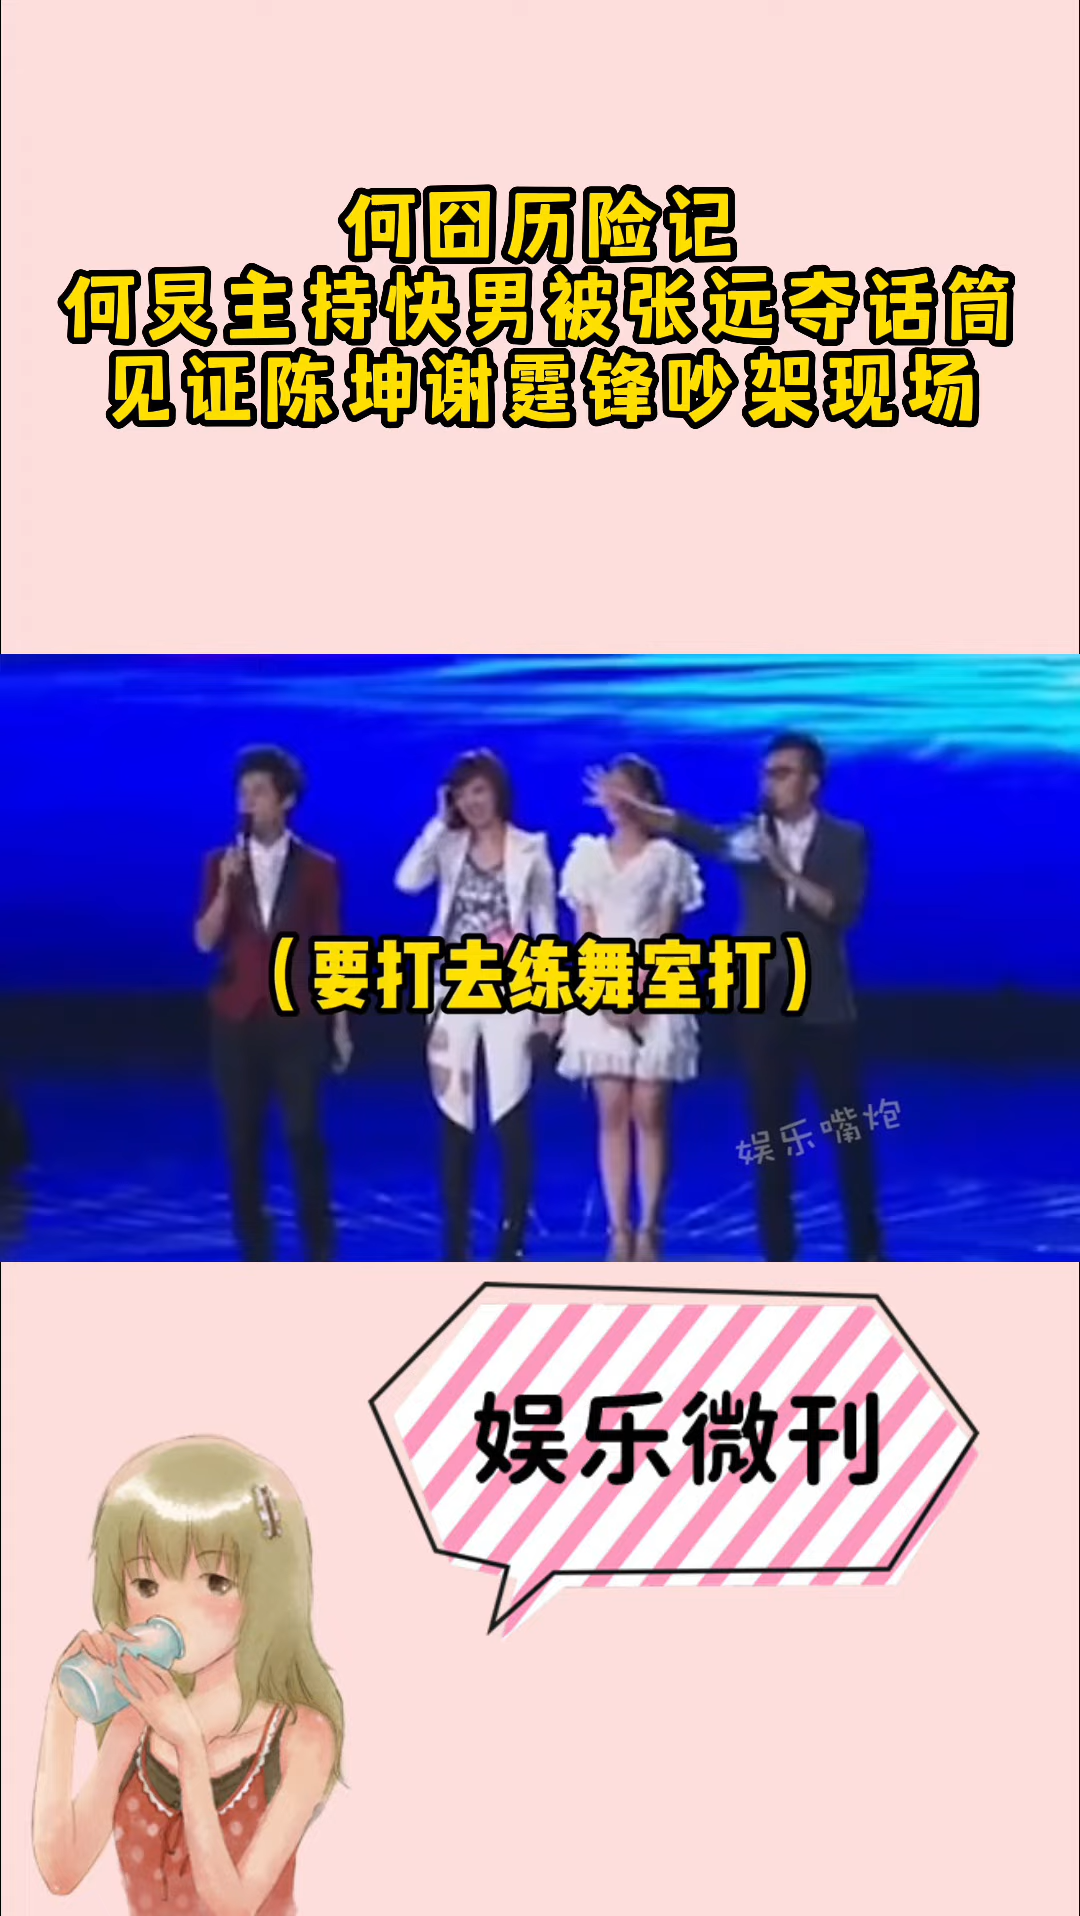 何囧历险记
何炅主持快男被张远夺话筒
见证陈坤谢霆锋吵架现场
（要打去练舞室打）
娱乐嘴炮
娱乐微刊